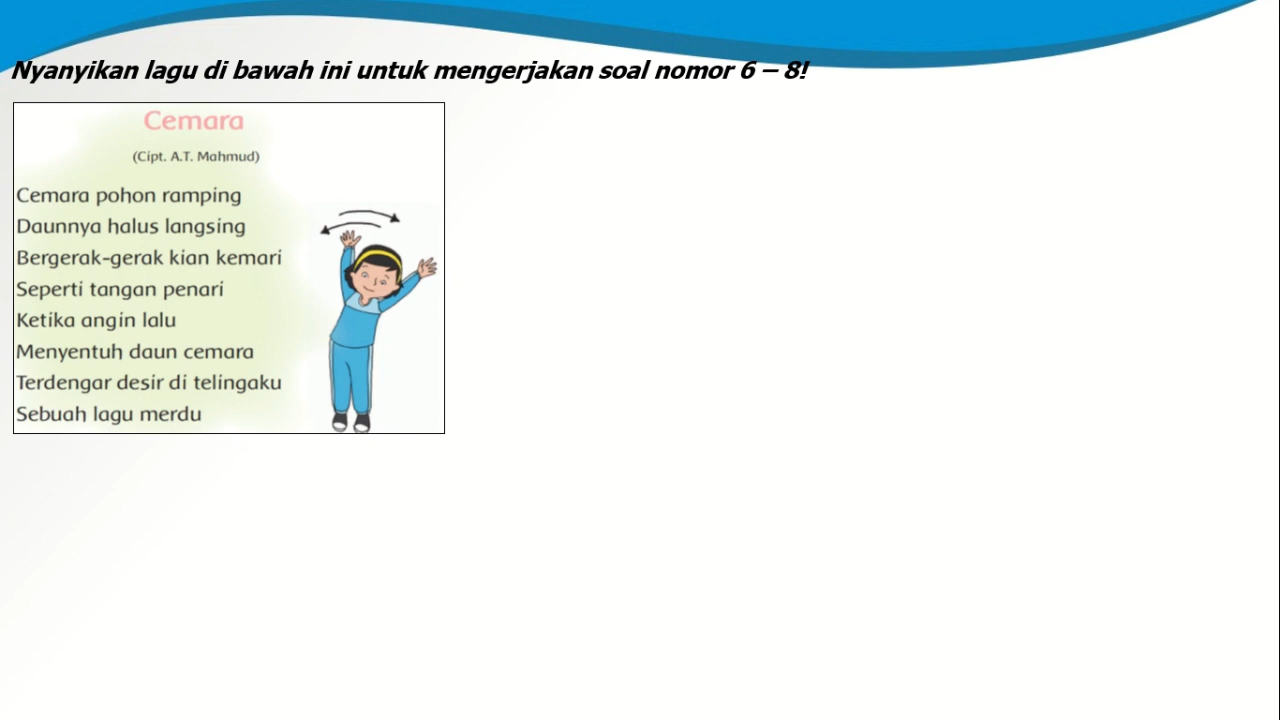 Nyanyikan lagu di bawah ini untuk mengerjakan soal nomor 6 – 8!
Cemara
(Cipt. A.T. Mahmud)
Cemara pohon ramping
Daunnya halus langsing
Bergerak-gerak kian kemari
Seperti tangan penari
Ketika angin lalu
Menyentuh daun cemara
Terdengar desir di telingaku
Sebuah lagu merdu